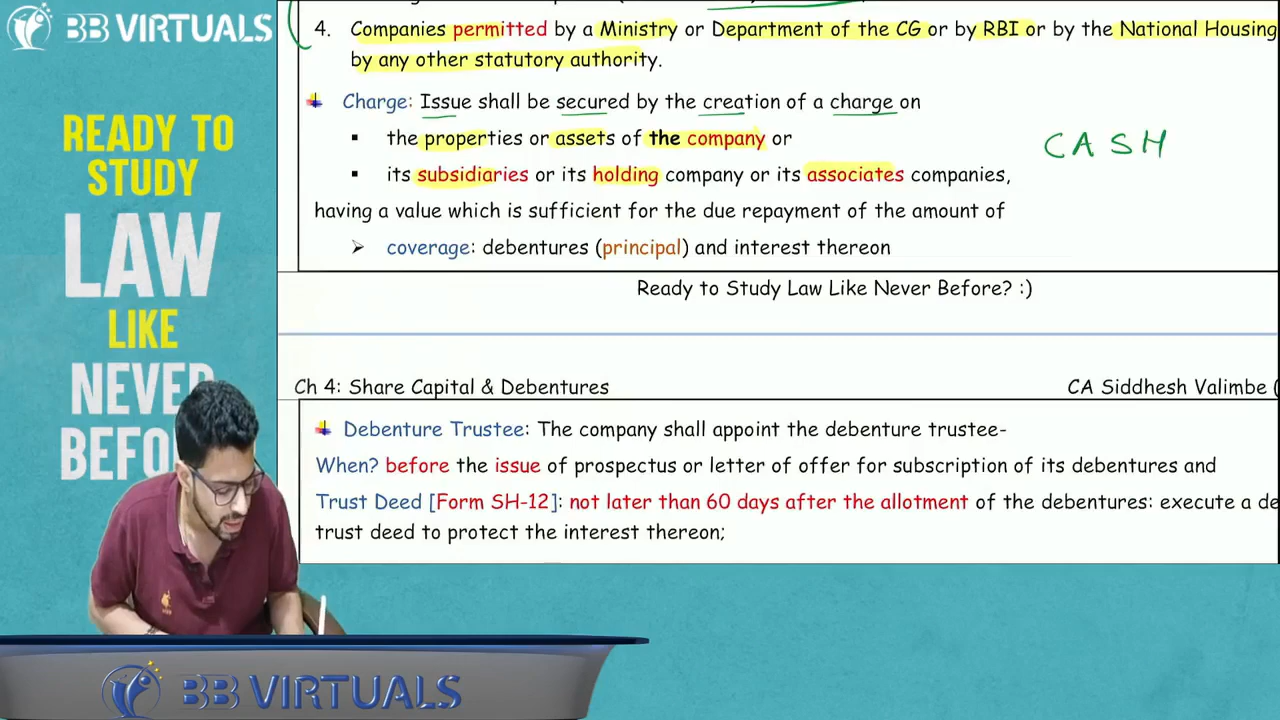 BB VIRTUALS
READY TO
STUDY
LAW
LIKE
NEVER
4. Companies permitted by a Ministry or Department of the CG or by RBI or by the National Housing
by any other statutory authority.
Charge: Issue shall be secured by the creation of a charge on
▪ the properties or assets of the company or
▪ its subsidiaries or its holding company or its associates companies,
having a value which is sufficient for the due repayment of the amount of
➢ coverage: debentures (principal) and interest thereon
CASH
Ready to Study Law Like Never Before? :)
Ch 4: Share Capital & Debentures
CA Siddhesh Valimbe (
Debenture Trustee: The company shall appoint the debenture trustee-
When? before the issue of prospectus or letter of offer for subscription of its debentures and
Trust Deed [Form SH-12]: not later than 60 days after the allotment of the debentures: execute a de
trust deed to protect the interest thereon;
BB VIRTUALS